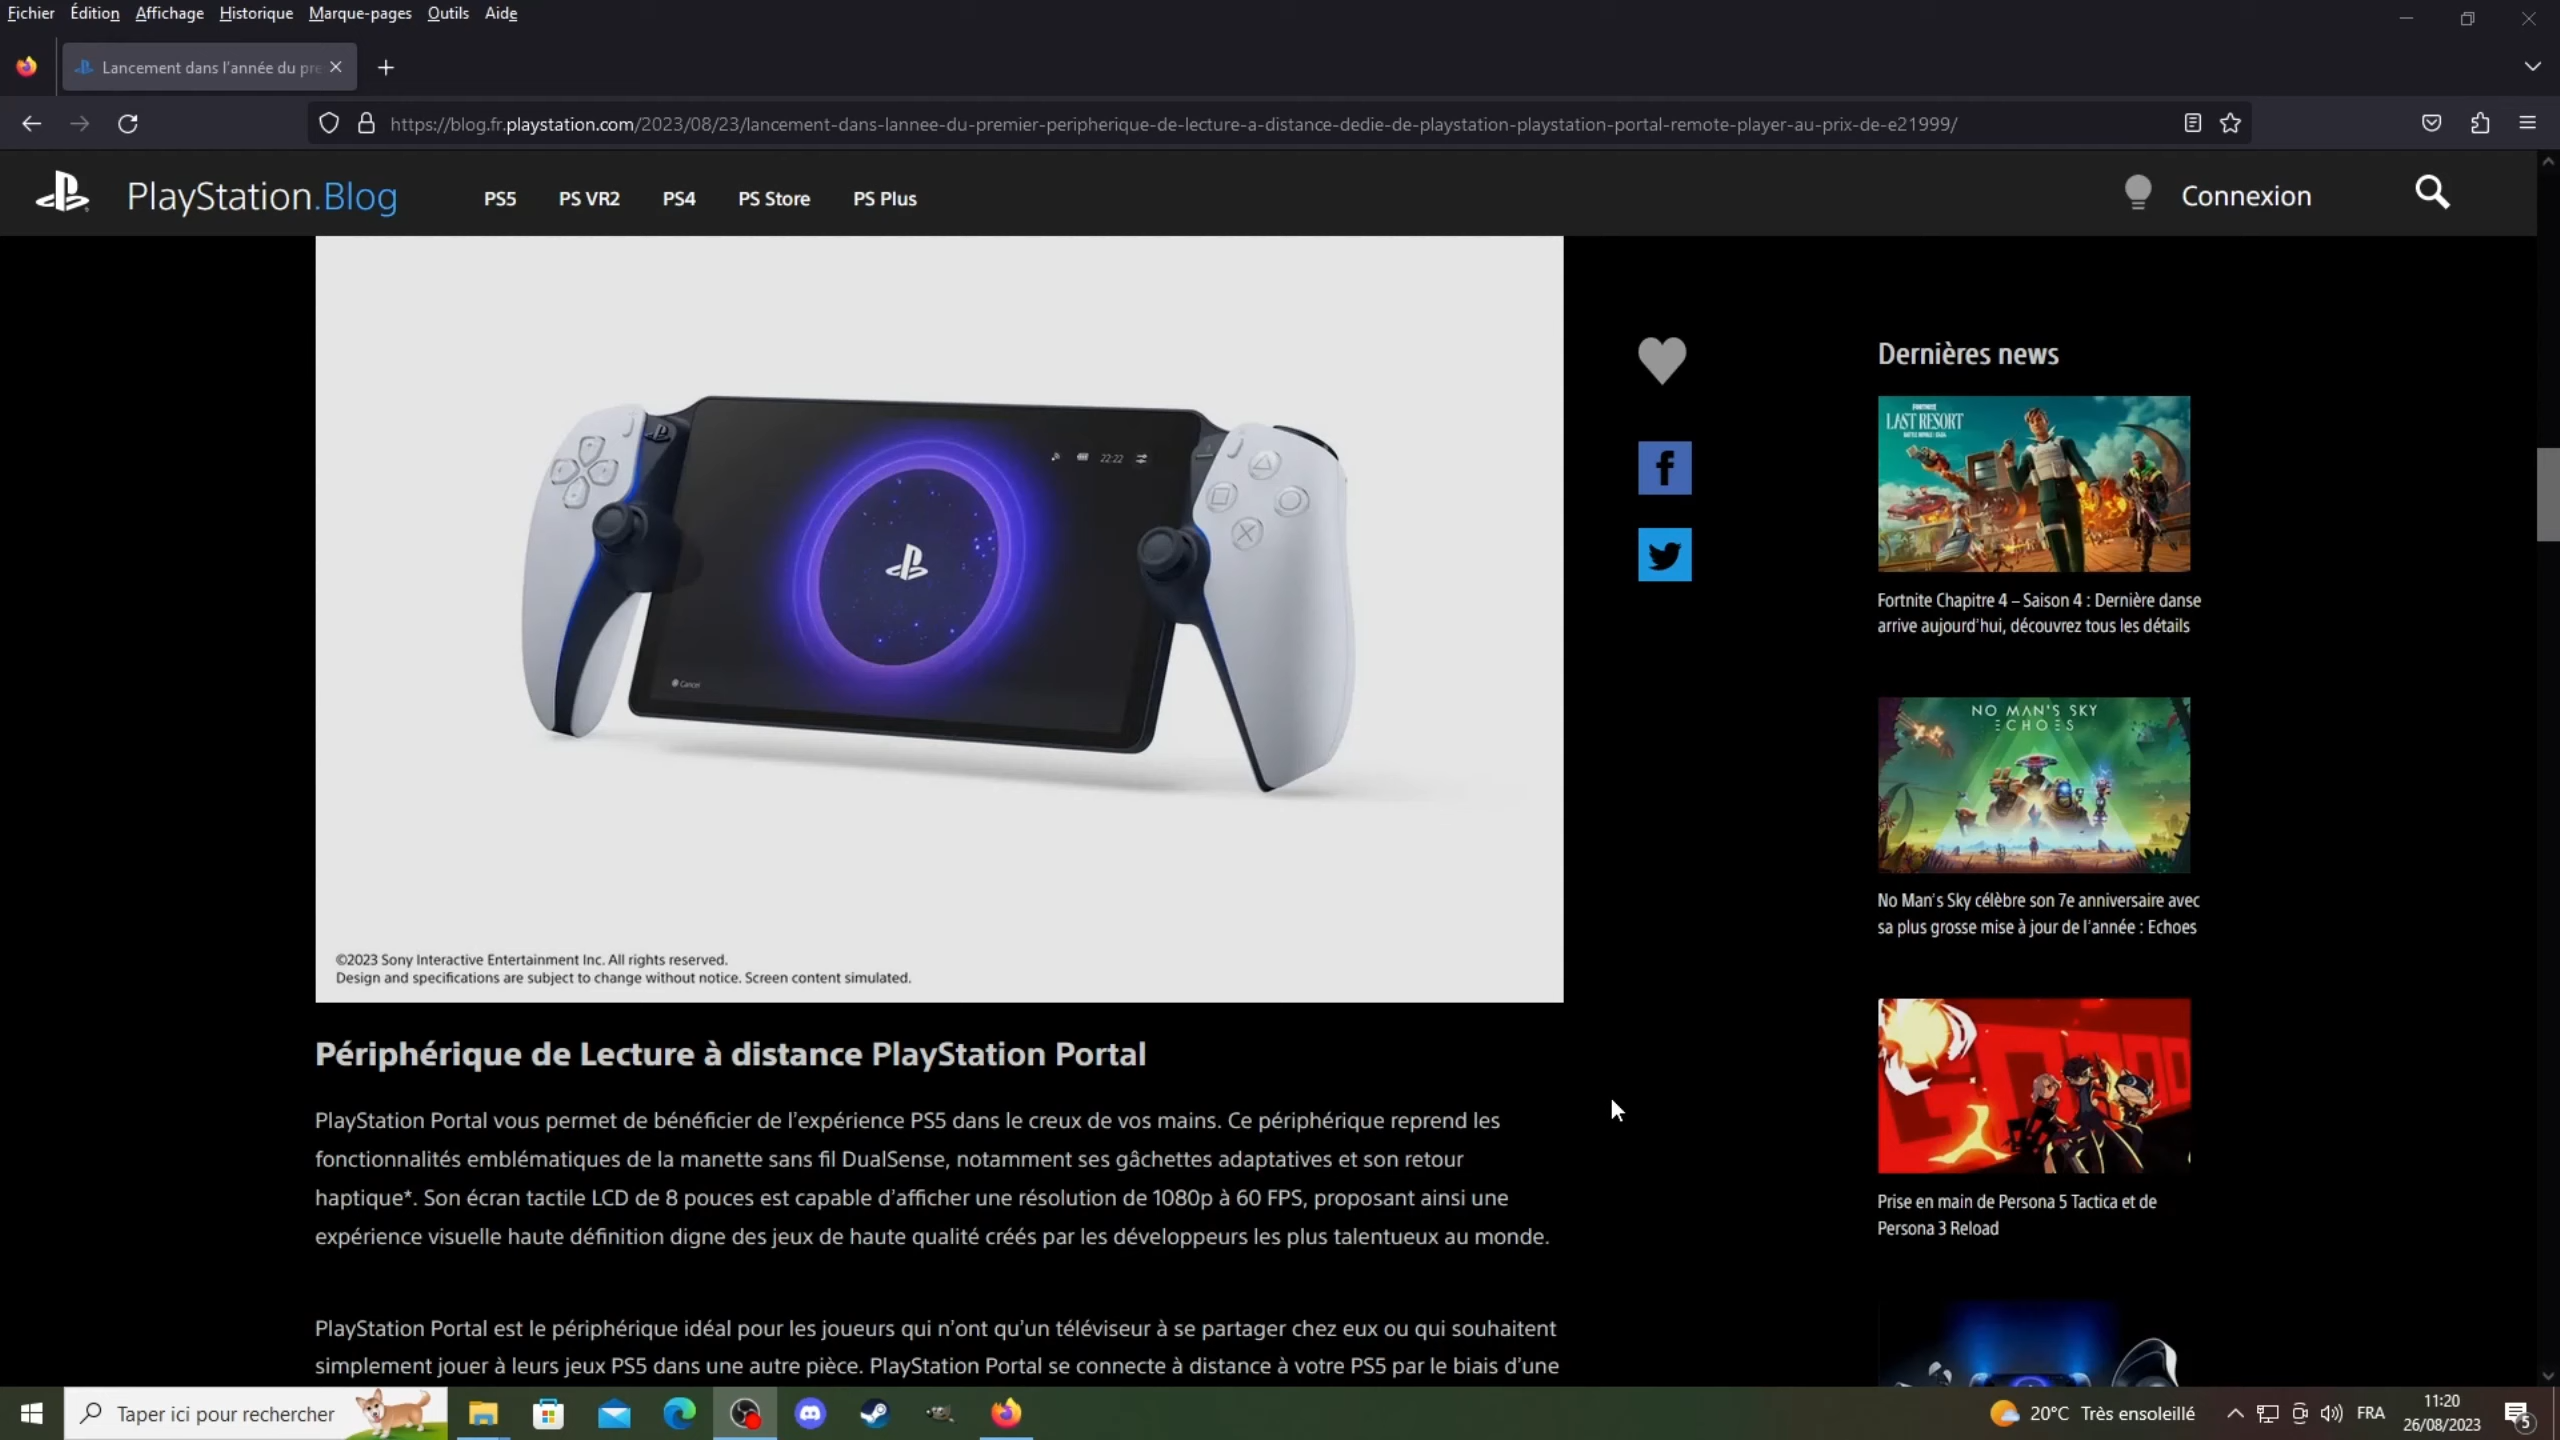 Fichier Édition Affichage Historique Marque-pages Outils Aide
Lancement dans l'année du pre
https://blog.fr.playstation.com/2023/08/23/lancement-dans-lannee-du-premier-peripherique-de-lecture-a-distance-dedie-de-playstation-playstation-portal-remote-player-au-prix-de-e21999/
PlayStation.Blog
PS5 PS VR2 PS4 PS Store PS Plus
Connexion
22:22
Cancel
©2023 Sony Interactive Entertainment Inc. All rights reserved.
Design and specifications are subject to change without notice. Screen content simulated.
Périphérique de Lecture à distance PlayStation Portal
PlayStation Portal vous permet de bénéficier de l'expérience PS5 dans le creux de vos mains. Ce périphérique reprend les
fonctionnalités emblématiques de la manette sans fil DualSense, notamment ses gâchettes adaptatives et son retour
haptique*. Son écran tactile LCD de 8 pouces est capable d'afficher une résolution de 1080p à 60 FPS, proposant ainsi une
expérience visuelle haute définition digne des jeux de haute qualité créés par les développeurs les plus talentueux au monde.
PlayStation Portal est le périphérique idéal pour les joueurs qui n'ont qu'un téléviseur à se partager chez eux ou qui souhaitent
simplement jouer à leurs jeux PS5 dans une autre pièce. PlayStation Portal se connecte à distance à votre PS5 par le biais d'une
Dernières news
FORTNITE
LAST RESORT
Fortnite Chapitre 4 – Saison 4 : Dernière danse
arrive aujourd'hui, découvrez tous les détails
NO MAN'S SKY
ECHOES
No Man's Sky célèbre son 7e anniversaire avec
sa plus grosse mise à jour de l'année : Echoes
Prise en main de Persona 5 Tactica et de
Persona 3 Reload
Taper ici pour rechercher
20°C Très ensoleillé
FRA
11:20
26/08/2023
5